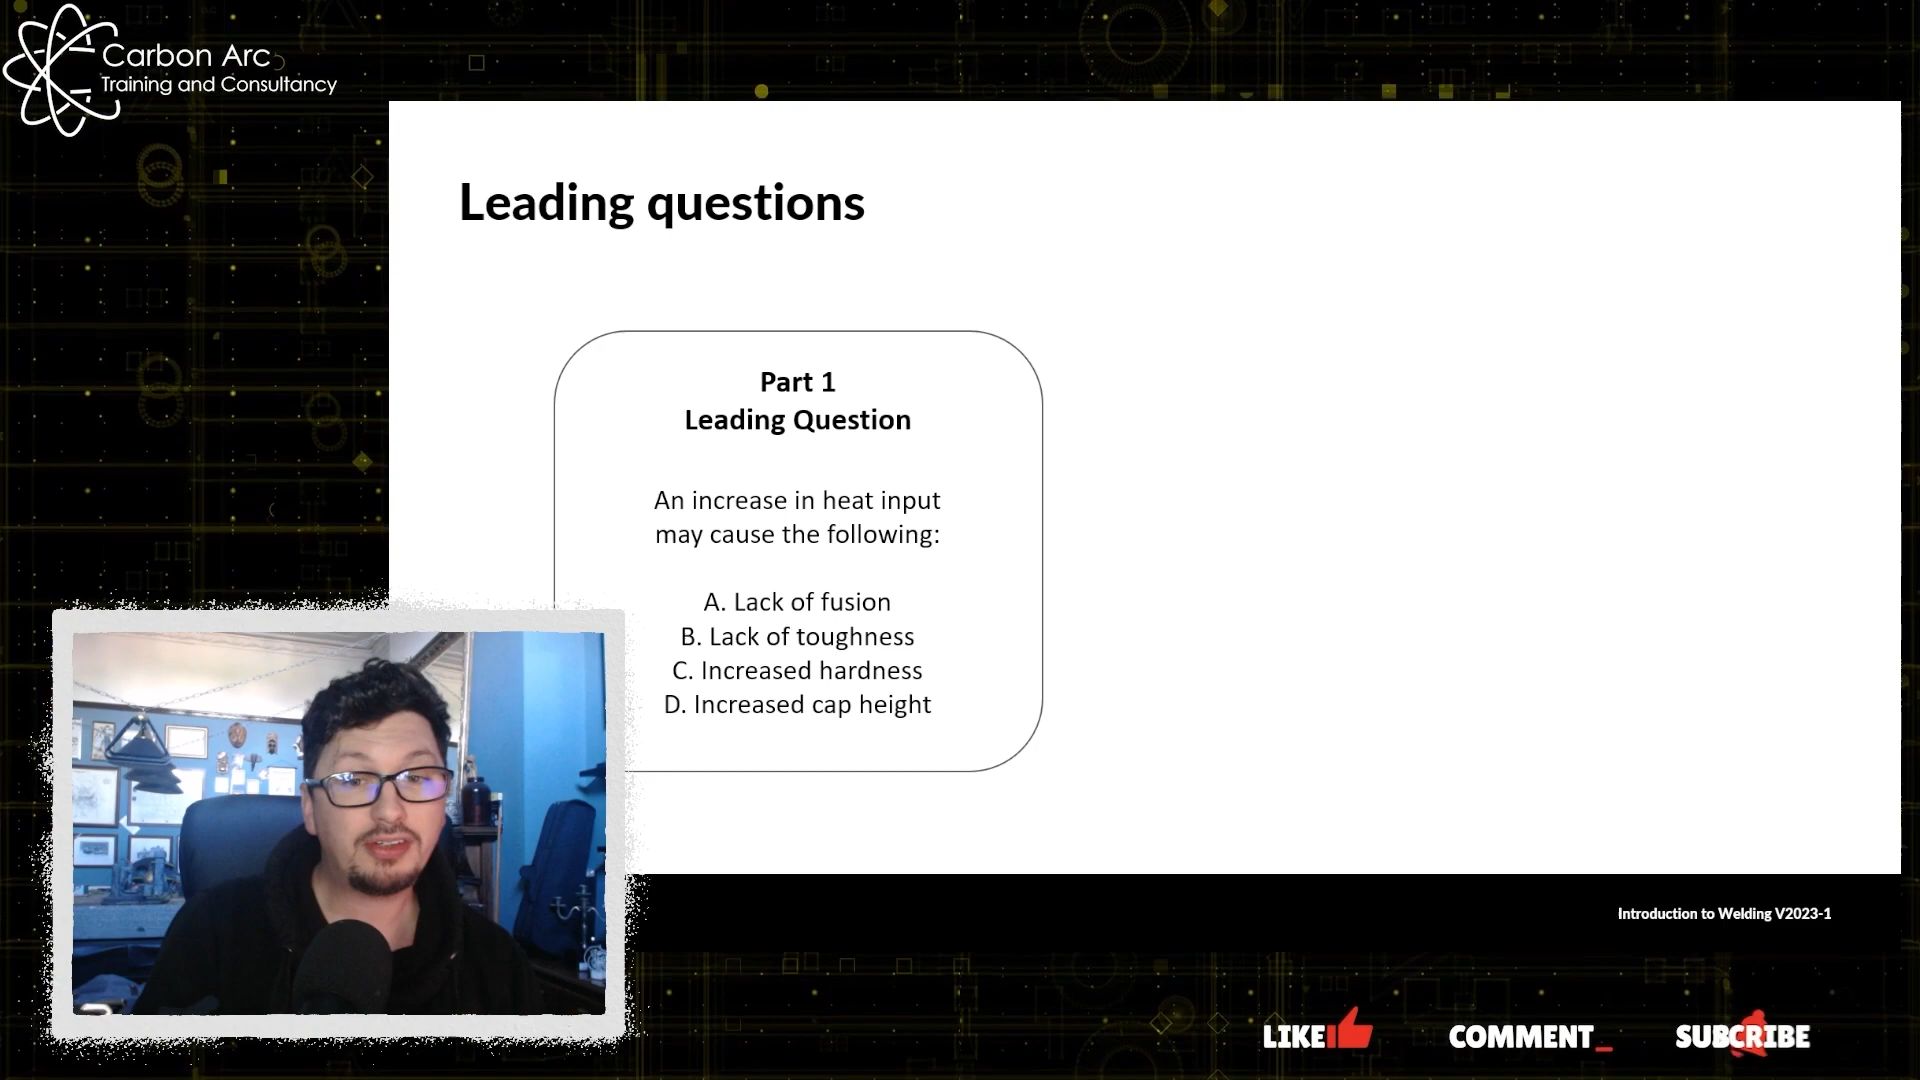 Carbon Arc
Training and Consultancy
Leading questions
Part 1
Leading Question
An increase in heat input
may cause the following:
A. Lack of fusion
B. Lack of toughness
C. Increased hardness
D. Increased cap height
Introduction to Welding V2023-1
LIKE
COMMENT_
SUBCRIBE